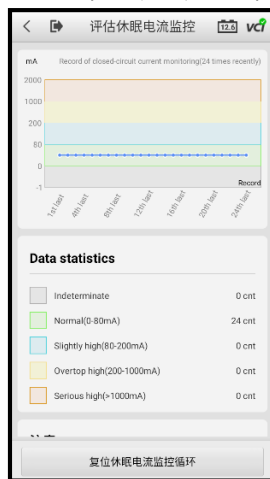 评估休眠电流监控 12.6 vci
mA Record of closed-circuit current monitoring(24 times recently)
2000
1000
200
80
0
-1
Record
1st last 4th last 8th last 12th last 16th last 20th last 24th last
Data statistics
Indeterminate 0 cnt
Normal(0-80mA) 24 cnt
Slightly high(80-200mA) 0 cnt
Overtop high(200-1000mA) 0 cnt
Serious high(>1000mA) 0 cnt
复位休眠电流监控循环